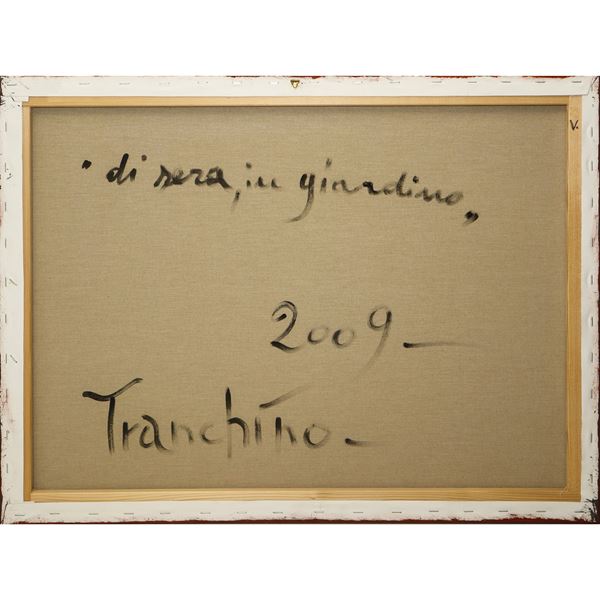 "di sera, in giardino„
2009-
Tranchino-
V.